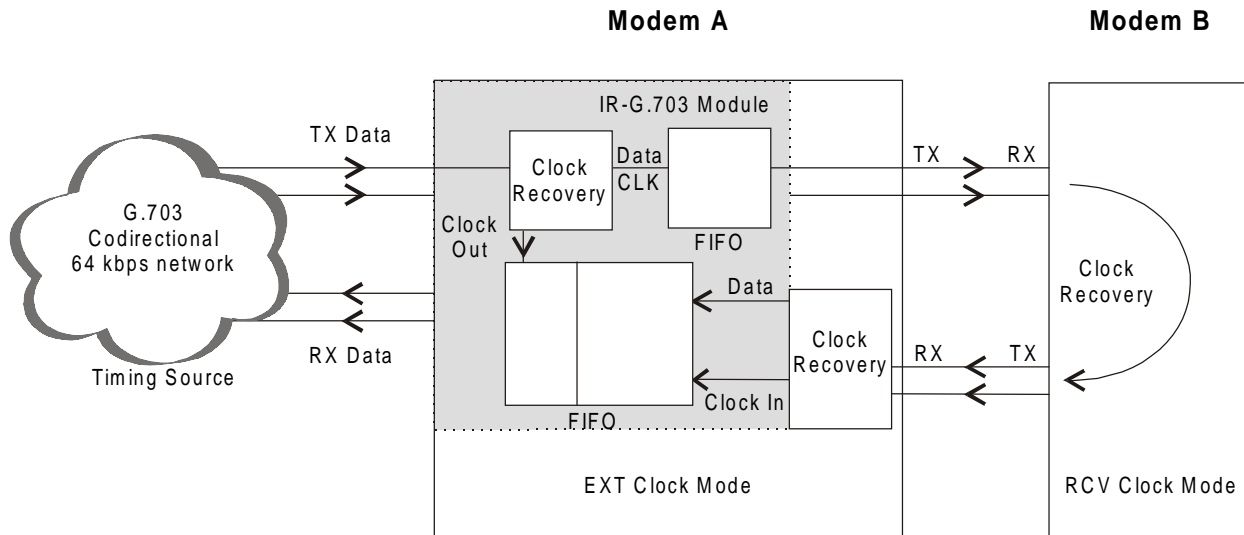 Modem A
Modem B
IR-G.703 Module
TX Data
Clock
Recovery
Data
CLK
TX
RX
G.703
Codirectional
64 kbps network
Clock
Out
FIFO
Data
Clock
Recovery
Clock
Recovery
RX
TX
RX Data
Timing Source
Clock In
FIFO
EXT Clock Mode
RCV Clock Mode